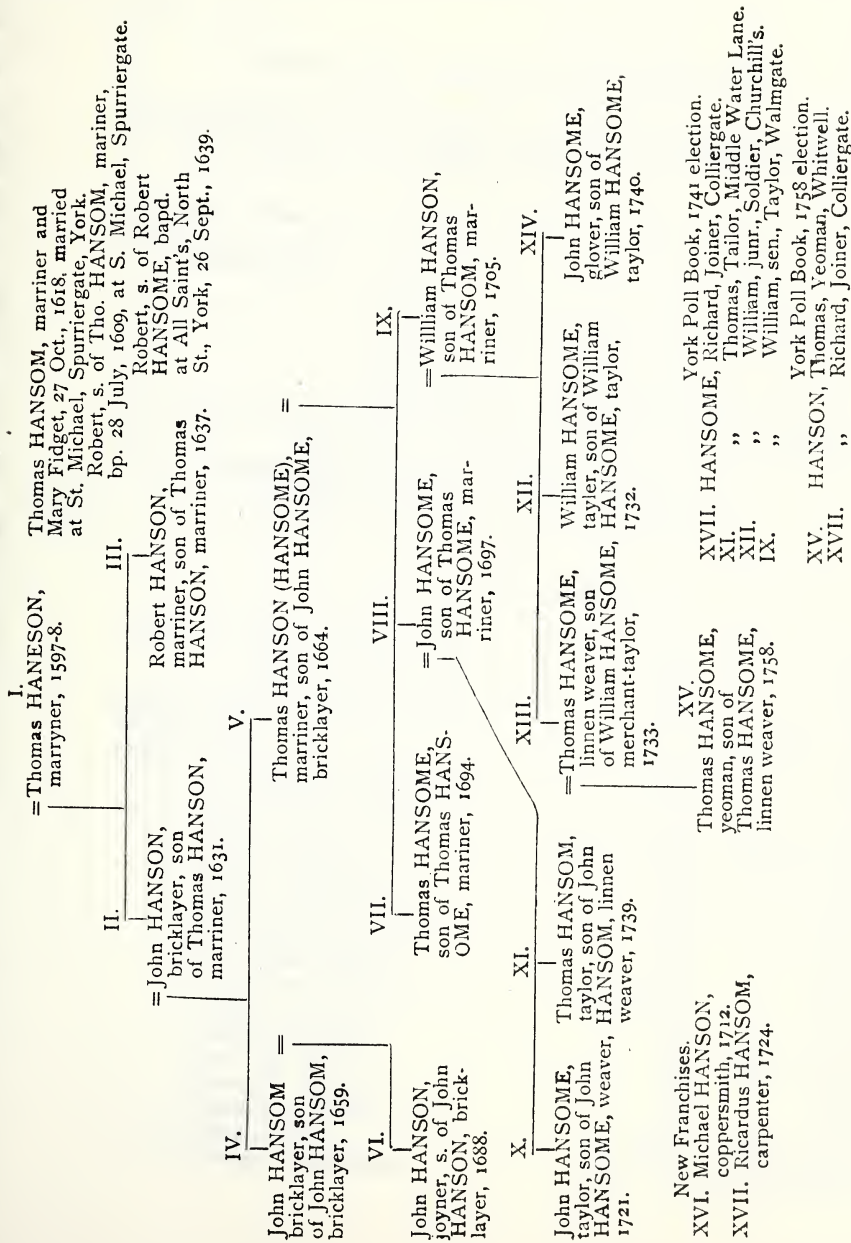 I.
=Thomas HANESON,
marryner, 1597-8.
Thomas HANSOM, marriner and
Mary Fidget, 27 Oct., 1618, married
at St. Michael, Spurriergate, York.
Robert, s. of Tho. HANSOM, mariner,
bp. 28 July, 1609, at S. Michael, Spurriergate.
Robert, s. of Robert
HANSOME, bapd.
at All Saint's, North
St., York, 26 Sept., 1639.
II.
=John HANSON,
bricklayer, son
of Thomas HANSON,
marriner, 1631.
III.
Robert HANSON,
marriner, son of Thomas
HANSON, marriner, 1637.
IV.
John HANSOM =
bricklayer, son
of John HANSOM,
bricklayer, 1659.
V.
Thomas HANSON (HANSOME), =
marriner, son of John HANSOME,
bricklayer, 1664.
VI.
John HANSON,
joyner, s. of John
HANSON, brick-
layer, 1688.
VII.
Thomas HANSOME,
son of Thomas HANS-
OME, mariner, 1694.
VIII.
=John HANSOME,
son of Thomas
HANSOME, mar-
riner, 1697.
IX.
=Willliam HANSON,
son of Thomas
HANSOM, mar-
riner, 1705.
X.
John HANSOME,
taylor, son of John
HANSOME, weaver,
1721.
XI.
Thomas HANSOM,
taylor, son of John
HANSOM, linnen
weaver, 1739.
XIII.
=Thomas HANSOME,
linnen weaver, son
of William HANSOME,
merchant-taylor,
1733.
XII.
William HANSOME,
tayler, son of William
HANSOME, taylor,
1732.
XIV.
John HANSOME,
glover, son of
William HANSOME,
taylor, 1740.
XV.
Thomas HANSOME,
yeoman, son of
Thomas HANSOME,
linnen weaver, 1758.
New Franchises.
XVI. Michael HANSON,
coppersmith, 1712.
XVII. Ricardus HANSOM,
carpenter, 1724.
York Poll Book, 1741 election.
XVII. HANSOME, Richard, Joiner, Colliergate.
XI. ,, Thomas, Tailor, Middle Water Lane.
XII. ,, William, junr., Soldier, Churchill's.
IX. ,, William, sen., Taylor, Walmgate.
York Poll Book, 1758 election.
XV. HANSON, Thomas, Yeoman, Whitwell.
XVII. ,, Richard, Joiner, Colliergate.